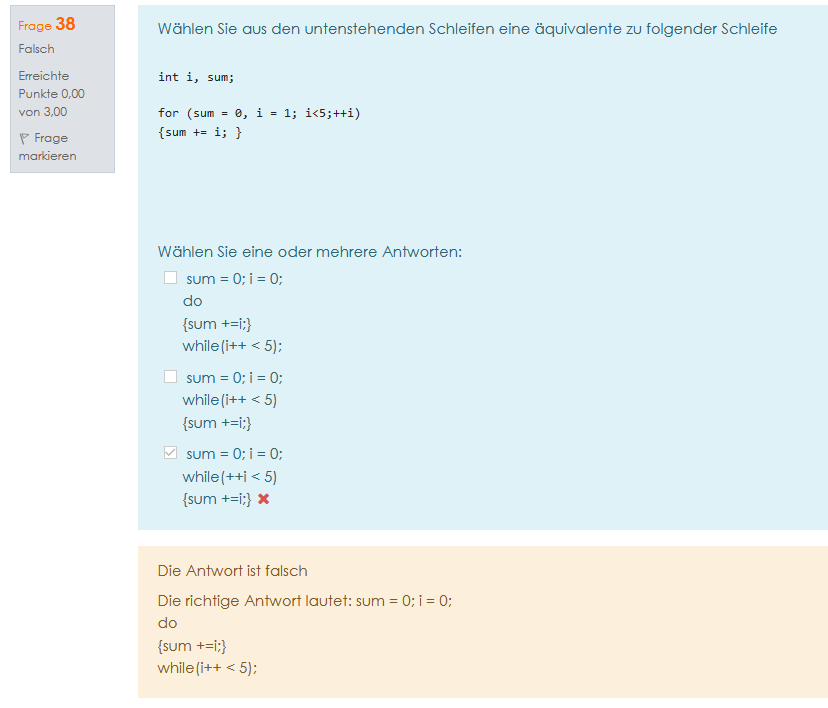 Frage 38
Falsch
Erreichte
Punkte 0,00
von 3,00
Frage
markieren
Wählen Sie aus den untenstehenden Schleifen eine äquivalente zu folgender Schleife
int i, sum;
for (sum = 0, i = 1; i<5;++i)
{sum += i; }
Wählen Sie eine oder mehrere Antworten:
sum = 0; i = 0;
do
{sum +=i;}
while(i++ < 5);
sum = 0; i = 0;
while(i++ < 5)
{sum +=i;}
sum = 0; i = 0;
while(++i < 5)
{sum +=i;}
Die Antwort ist falsch
Die richtige Antwort lautet: sum = 0; i = 0;
do
{sum +=i;}
while(i++ < 5);